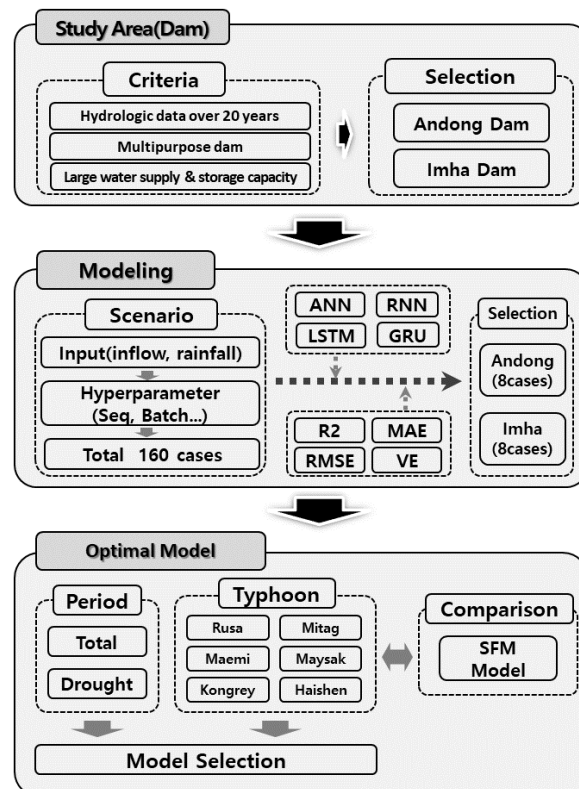 Study Area(Dam)
Criteria
Hydrologic data over 20 years
Multipurpose dam
Large water supply & storage capacity
Selection
Andong Dam
Imha Dam
Modeling
Scenario
Input(inflow, rainfall)
Hyperparameter
(Seq, Batch...)
Total 160 cases
ANN
RNN
LSTM
GRU
R2
MAE
RMSE
VE
Selection
Andong
(8cases)
Imha
(8cases)
Optimal Model
Period
Total
Drought
Typhoon
Rusa
Mitag
Maemi
Maysak
Kongrey
Haishen
Comparison
SFM
Model
Model Selection